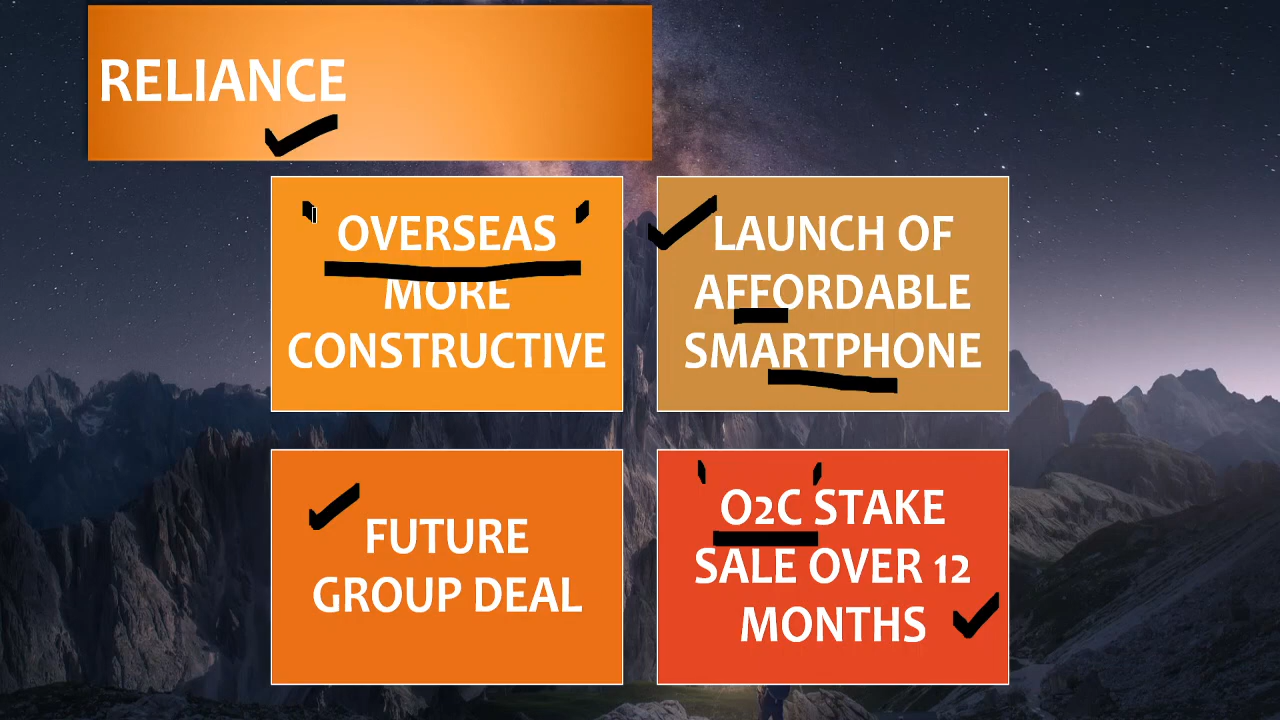 RELIANCE
OVERSEAS
MORE
CONSTRUCTIVE
LAUNCH OF
AFFORDABLE
SMARTPHONE
FUTURE
GROUP DEAL
O2C STAKE
SALE OVER 12
MONTHS